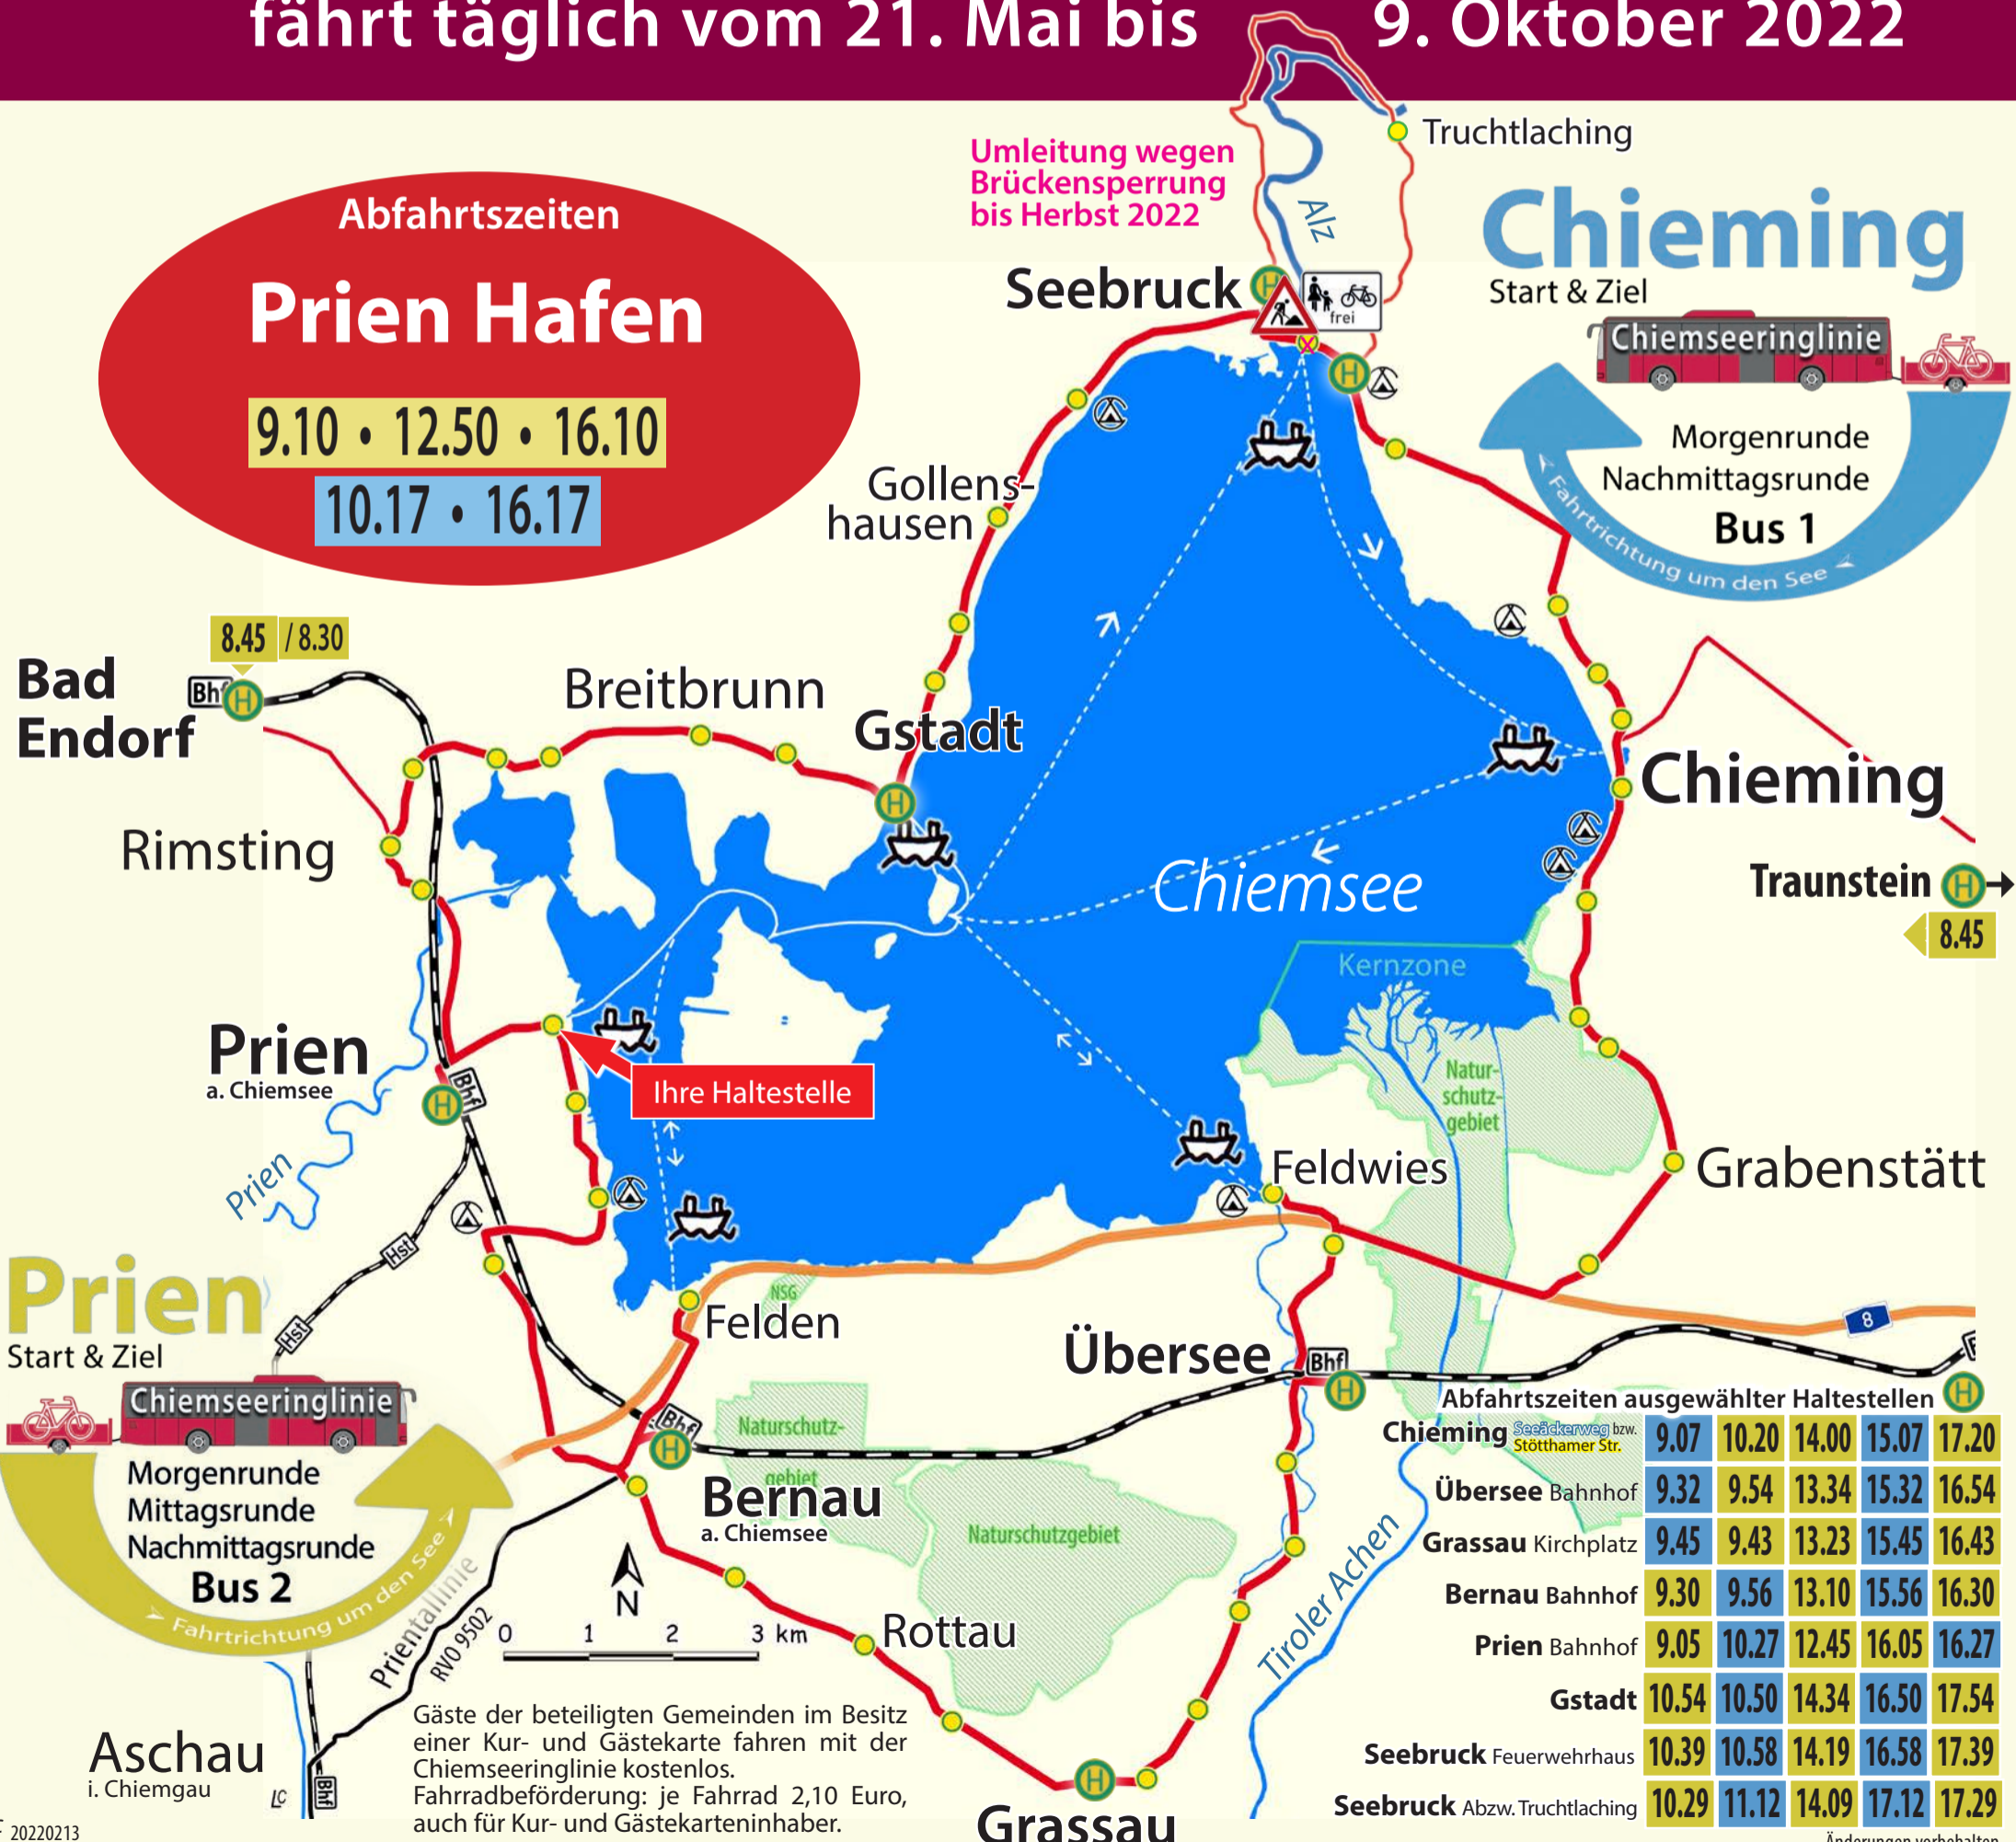 fährt täglich vom 21. Mai bis 9. Oktober 2022
Truchtlaching
Umleitung wegen
Brückensperrung
bis Herbst 2022
Alz
Abfahrtszeiten
Prien Hafen
9.10 • 12.50 • 16.10
10.17 • 16.17
Chieming
Start & Ziel
Chiemseeringlinie
Morgenrunde
Nachmittagsrunde
Bus 1
Fahrtrichtung um den See
Seebruck
H
frei
H
Gollens-
hausen
8.45 / 8.30
Bad
Endorf
Bhf
H
Breitbrunn
Gstadt
H
Rimsting
Chieming
Chiemsee
Traunstein H
8.45
Kernzone
Natur-
schutz-
gebiet
Prien
a. Chiemsee
Bhf
H
Ihre Haltestelle
Prien
Feldwies
Grabenstätt
Hst
Hst
Prien
Start & Ziel
Chiemseeringlinie
Morgenrunde
Mittagsrunde
Nachmittagsrunde
Bus 2
Fahrtrichtung um den See
NSG
Felden
8
Übersee
Bhf
H
Bhf
H
Naturschutz-
gebiet
Bernau
a. Chiemsee
Naturschutzgebiet
Prientallinie
RVO 9502
N
0 1 2 3 km
Rottau
Tiroler Achen
Aschau
i. Chiemgau
LC
Bhf
Gäste der beteiligten Gemeinden im Besitz
einer Kur- und Gästekarte fahren mit der
Chiemseeringlinie kostenlos.
Fahrradbeförderung: je Fahrrad 2,10 Euro,
auch für Kur- und Gästekarteninhaber.
H
Grassau
Abfahrtszeiten ausgewählter Haltestellen H
Chieming Seeäckerweg bzw. Stötthamer Str. 9.07 10.20 14.00 15.07 17.20
Übersee Bahnhof 9.32 9.54 13.34 15.32 16.54
Grassau Kirchplatz 9.45 9.43 13.23 15.45 16.43
Bernau Bahnhof 9.30 9.56 13.10 15.56 16.30
Prien Bahnhof 9.05 10.27 12.45 16.05 16.27
Gstadt 10.54 10.50 14.34 16.50 17.54
Seebruck Feuerwehrhaus 10.39 10.58 14.19 16.58 17.39
Seebruck Abzw. Truchtlaching 10.29 11.12 14.09 17.12 17.29
20220213
Änderungen vorbehalten